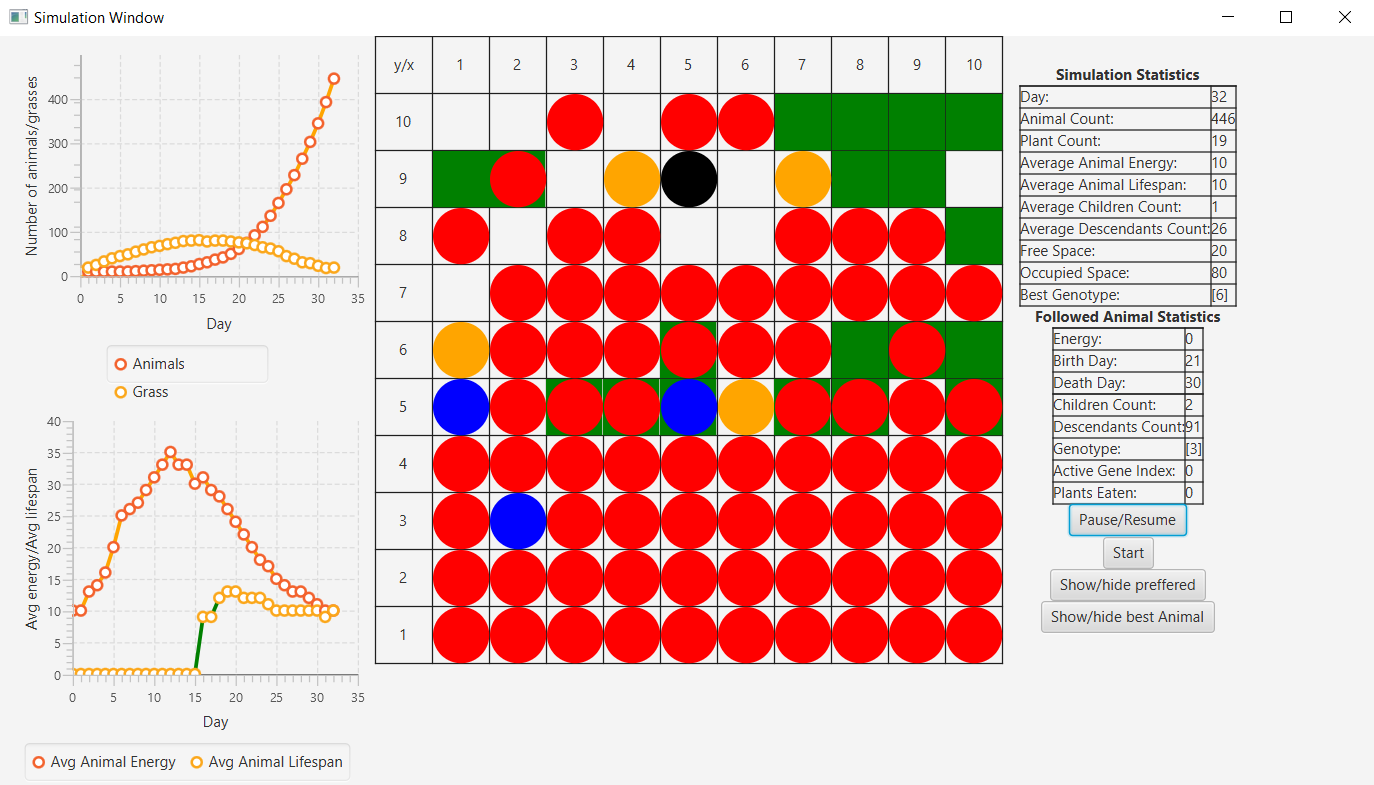 Simulation Window
Number of animals/grasses
400
300
200
100
0
0 5 10 15 20 25 30 35
Day
Animals
Grass
Avg energy/Avg lifespan
40
35
30
25
20
15
10
5
0
0 5 10 15 20 25 30 35
Day
Avg Animal Energy Avg Animal Lifespan
y/x 1 2 3 4 5 6 7 8 9 10
10
9
8
7
6
5
4
3
2
1
Simulation Statistics
Day: 32
Animal Count: 446
Plant Count: 19
Average Animal Energy: 10
Average Animal Lifespan: 10
Average Children Count: 1
Average Descendants Count: 26
Free Space: 20
Occupied Space: 80
Best Genotype: [6]
Followed Animal Statistics
Energy: 0
Birth Day: 21
Death Day: 30
Children Count: 2
Descendants Count: 91
Genotype: [3]
Active Gene Index: 0
Plants Eaten: 0
Pause/Resume
Start
Show/hide preffered
Show/hide best Animal